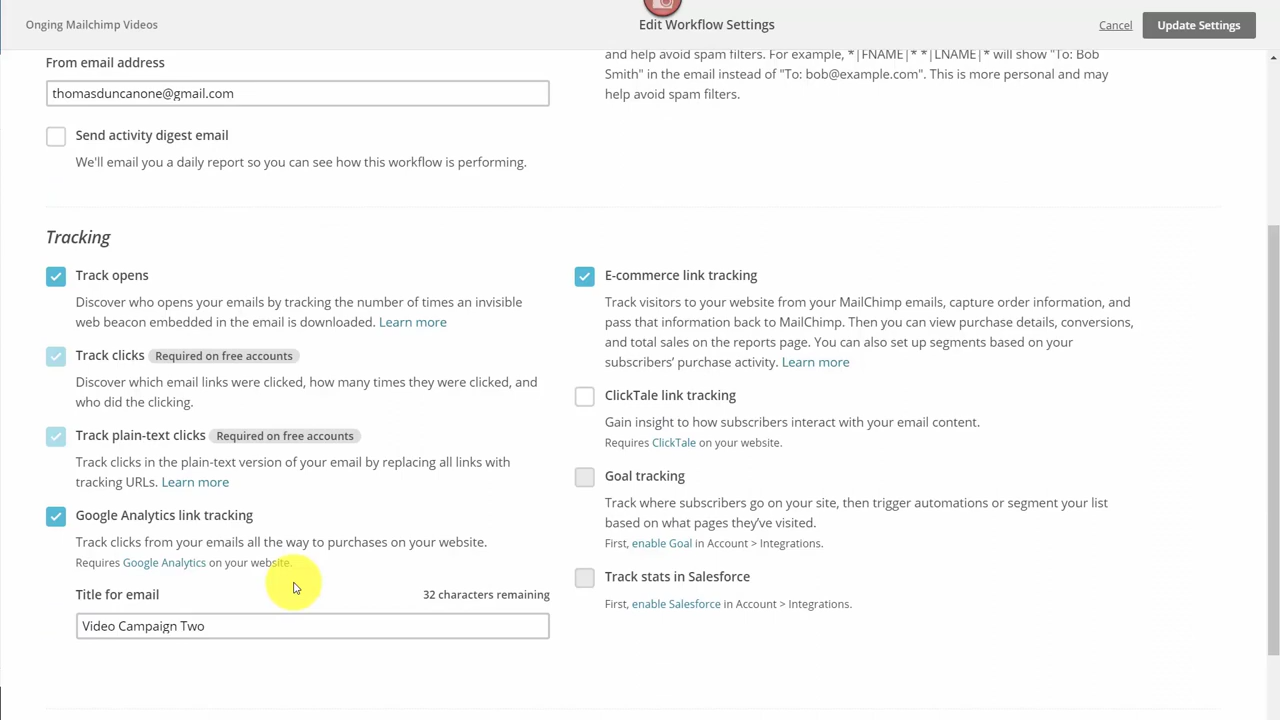 Onging Mailchimp Videos
Edit Workflow Settings
Cancel
Update Settings
From email address
thomasduncanone@gmail.com
and help avoid spam filters. For example, *|FNAME|* *|LNAME|* will show "To: Bob
Smith" in the email instead of "To: bob@example.com". This is more personal and may
help avoid spam filters.
Send activity digest email
We'll email you a daily report so you can see how this workflow is performing.
Tracking
Track opens
Discover who opens your emails by tracking the number of times an invisible
web beacon embedded in the email is downloaded. Learn more
Track clicks Required on free accounts
Discover which email links were clicked, how many times they were clicked, and
who did the clicking.
Track plain-text clicks Required on free accounts
Track clicks in the plain-text version of your email by replacing all links with
tracking URLs. Learn more
Google Analytics link tracking
Track clicks from your emails all the way to purchases on your website.
Requires Google Analytics on your website.
Title for email
32 characters remaining
Video Campaign Two
E-commerce link tracking
Track visitors to your website from your MailChimp emails, capture order information, and
pass that information back to MailChimp. Then you can view purchase details, conversions,
and total sales on the reports page. You can also set up segments based on your
subscribers' purchase activity. Learn more
ClickTale link tracking
Gain insight to how subscribers interact with your email content.
Requires ClickTale on your website.
Goal tracking
Track where subscribers go on your site, then trigger automations or segment your list
based on what pages they've visited.
First, enable Goal in Account > Integrations.
Track stats in Salesforce
First, enable Salesforce in Account > Integrations.